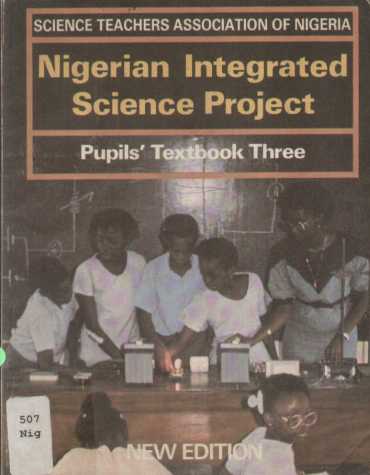 SCIENCE TEACHERS ASSOCIATION OF NIGERIA
Nigerian Integrated
Science Project
Pupils' Textbook Three
507
Nig
NEW EDITION